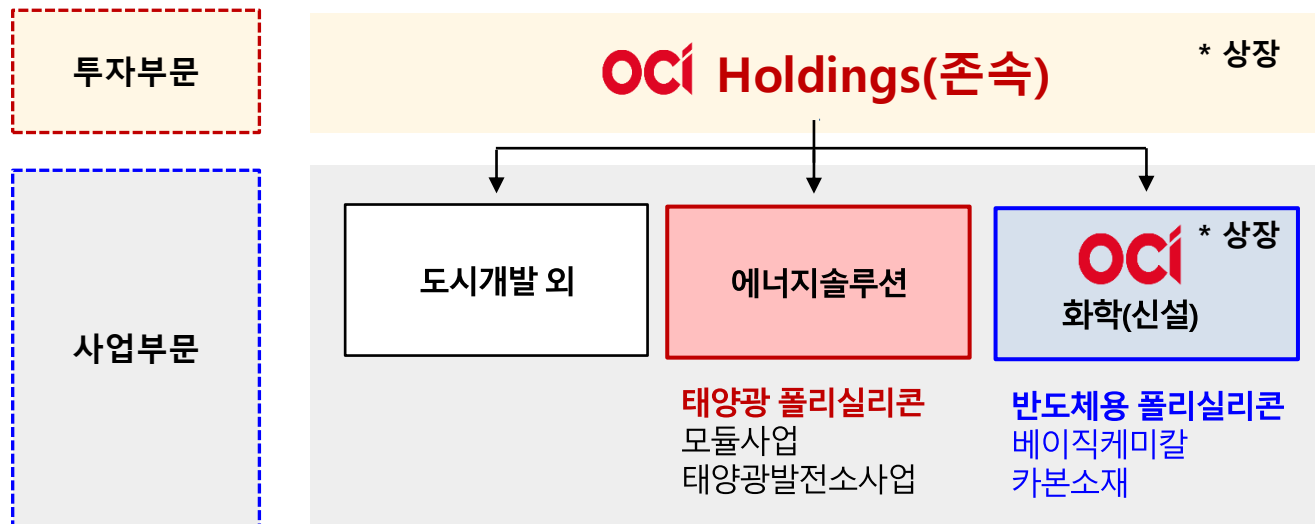 투자부문
OCI Holdings(존속)
* 상장
사업부문
도시개발 외
에너지솔루션
태양광 폴리실리콘
모듈사업
태양광발전소사업
OCI * 상장
화학(신설)
반도체용 폴리실리콘
베이직케미칼
카본소재